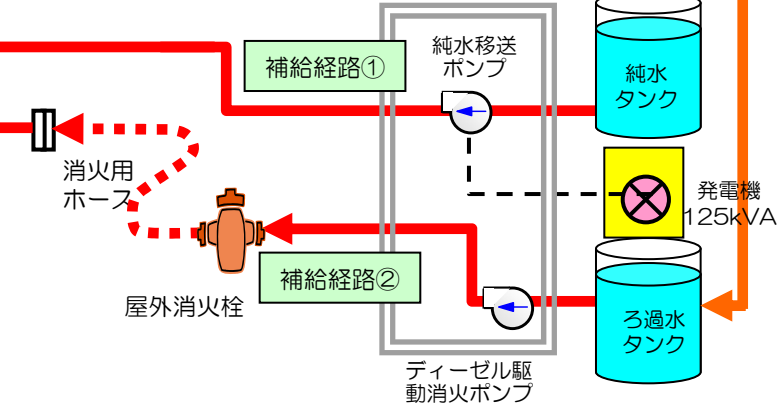 補給経路①
純水移送
ポンプ
純水
タンク
消火用
ホース
発電機
125kVA
補給経路②
屋外消火栓
ろ過水
タンク
ディーゼル駆
動消火ポンプ